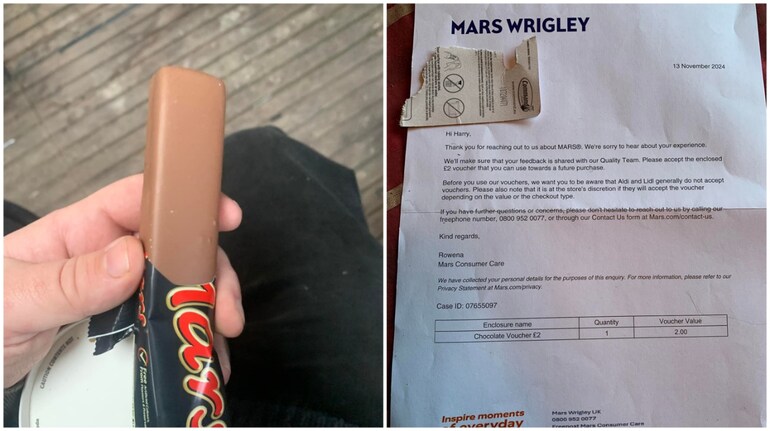 Mars
MARS WRIGLEY
13 November 2024
Hi Harry,
Thank you for reaching out to us about MARS®. We're sorry to hear about your experience.
We'll make sure that your feedback is shared with our Quality Team. Please accept the enclosed
£2 voucher that you can use towards a future purchase.
Before you use our vouchers, we want you to be aware that Aldi and Lidl generally do not accept
vouchers. Please also note that it is at the store's discretion if they will accept the voucher
depending on the value or the checkout type.
If you have further questions or concerns, please don't hesitate to reach out to us by calling our
freephone number, 0800 952 0077, or through our Contact Us form at Mars.com/contact-us.
Kind regards,
Rowena
Mars Consumer Care
We have collected your personal details for the purposes of this enquiry. For more information, please refer to our
Privacy Statement at Mars.com/privacy.
Case ID: 07655097
Enclosure name Quantity Voucher Value
Chocolate Voucher £2 1 2.00
Inspire moments
of everyday
Mars Wrigley UK
0800 952 0077
Freepost Mars Consumer Care